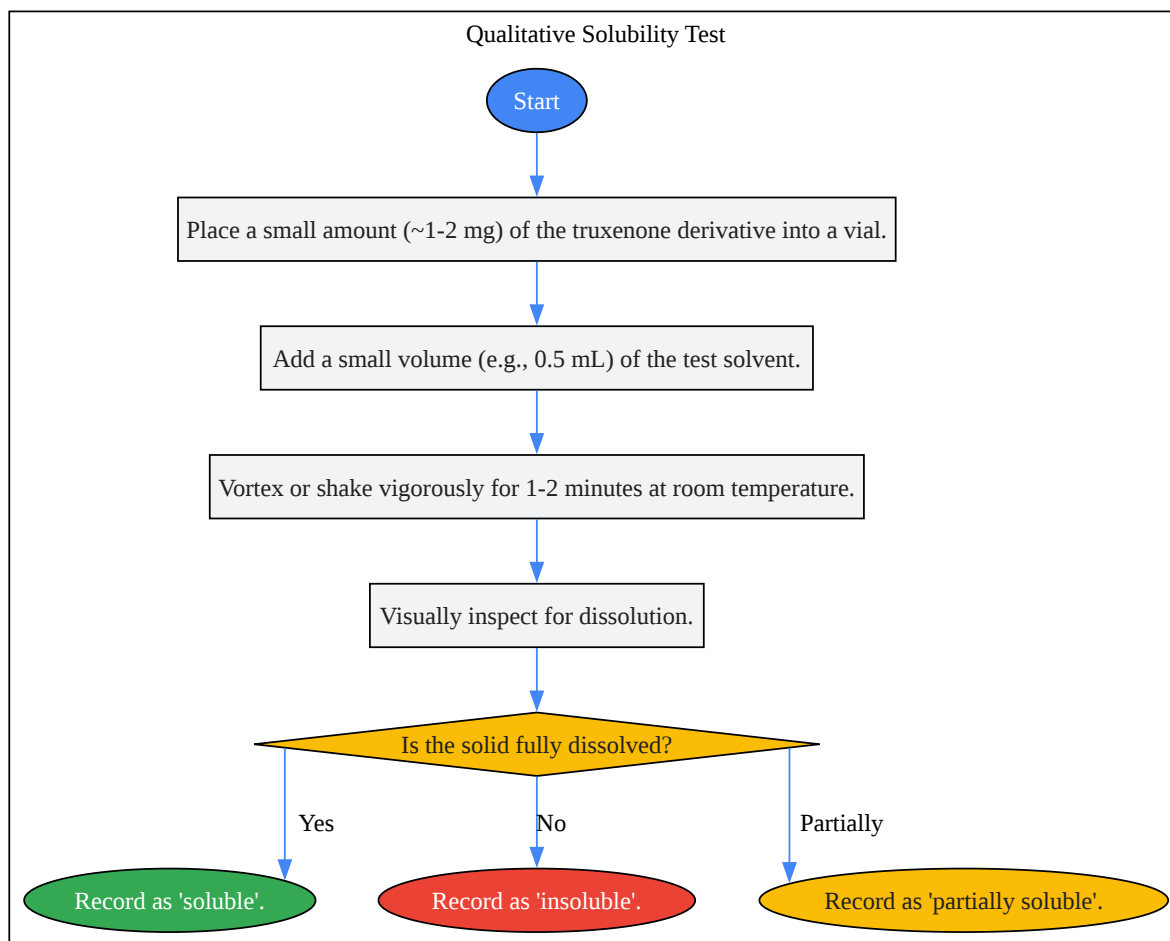 Qualitative Solubility Test
Start
Place a small amount (~1-2 mg) of the truxenone derivative into a vial.
Add a small volume (e.g., 0.5 mL) of the test solvent.
Vortex or shake vigorously for 1-2 minutes at room temperature.
Visually inspect for dissolution.
Is the solid fully dissolved?
Yes
No
Partially
Record as 'soluble'.
Record as 'insoluble'.
Record as 'partially soluble'.